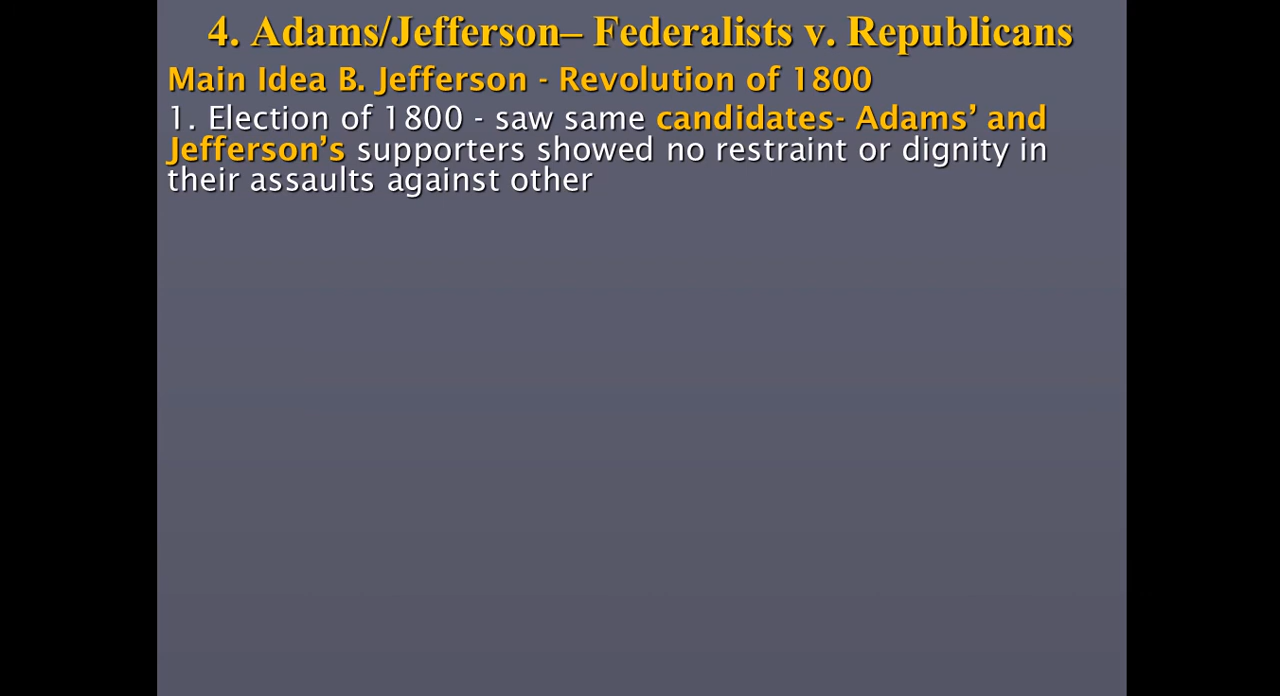 4. Adams/Jefferson– Federalists v. Republicans
Main Idea B. Jefferson - Revolution of 1800
1. Election of 1800 - saw same candidates- Adams’ and
Jefferson’s supporters showed no restraint or dignity in
their assaults against other